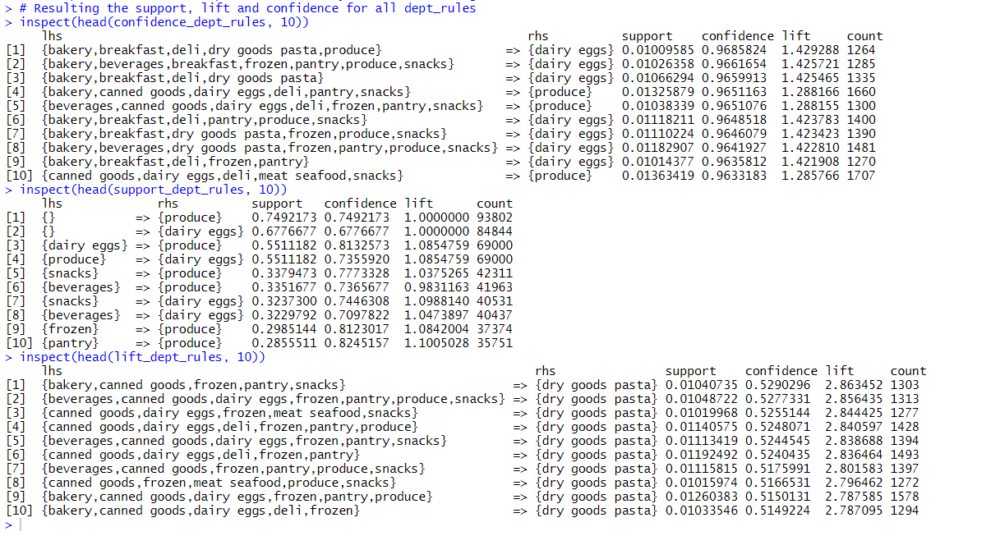 > # Resulting the support, lift and confidence for all dept_rules
> inspect(head(confidence_dept_rules, 10))
lhs rhs support confidence lift count
[1] {bakery,breakfast,deli,dry goods pasta,produce} => {dairy eggs} 0.01009585 0.9685824 1.429288 1264
[2] {bakery,beverages,breakfast,frozen,pantry,produce,snacks} => {dairy eggs} 0.01026358 0.9661654 1.425721 1285
[3] {bakery,breakfast,deli,dry goods pasta} => {dairy eggs} 0.01066294 0.9659913 1.425465 1335
[4] {bakery,canned goods,dairy eggs,deli,pantry,snacks} => {produce} 0.01325879 0.9651163 1.288166 1660
[5] {beverages,canned goods,dairy eggs,deli,frozen,pantry,snacks} => {produce} 0.01038339 0.9651076 1.288155 1300
[6] {bakery,breakfast,deli,pantry,produce,snacks} => {dairy eggs} 0.01118211 0.9648518 1.423783 1400
[7] {bakery,breakfast,dry goods pasta,frozen,produce,snacks} => {dairy eggs} 0.01110224 0.9646079 1.423423 1390
[8] {bakery,beverages,dry goods pasta,frozen,pantry,produce,snacks} => {dairy eggs} 0.01182907 0.9641927 1.422810 1481
[9] {bakery,breakfast,deli,frozen,pantry} => {dairy eggs} 0.01014377 0.9635812 1.421908 1270
[10] {canned goods,dairy eggs,deli,meat seafood,snacks} => {produce} 0.01363419 0.9633183 1.285766 1707
> inspect(head(support_dept_rules, 10))
lhs rhs support confidence lift count
[1] {} => {produce} 0.7492173 0.7492173 1.0000000 93802
[2] {} => {dairy eggs} 0.6776677 0.6776677 1.0000000 84844
[3] {dairy eggs} => {produce} 0.5511182 0.8132573 1.0854759 69000
[4] {produce} => {dairy eggs} 0.5511182 0.7355920 1.0854759 69000
[5] {snacks} => {produce} 0.3379473 0.7773328 1.0375265 42311
[6] {beverages} => {produce} 0.3351677 0.7365677 0.9831163 41963
[7] {snacks} => {dairy eggs} 0.3237300 0.7446308 1.0988140 40531
[8] {beverages} => {dairy eggs} 0.3229792 0.7097822 1.0473897 40437
[9] {frozen} => {produce} 0.2985144 0.8123017 1.0842004 37374
[10] {pantry} => {produce} 0.2855511 0.8245157 1.1005028 35751
> inspect(head(lift_dept_rules, 10))
lhs rhs support confidence lift count
[1] {bakery,canned goods,frozen,pantry,snacks} => {dry goods pasta} 0.01040735 0.5290296 2.863452 1303
[2] {beverages,canned goods,dairy eggs,frozen,pantry,produce,snacks} => {dry goods pasta} 0.01048722 0.5277331 2.856435 1313
[3] {canned goods,dairy eggs,frozen,meat seafood,snacks} => {dry goods pasta} 0.01019968 0.5255144 2.844425 1277
[4] {canned goods,dairy eggs,deli,frozen,pantry,produce} => {dry goods pasta} 0.01140575 0.5248071 2.840597 1428
[5] {beverages,canned goods,dairy eggs,frozen,pantry,snacks} => {dry goods pasta} 0.01113419 0.5244545 2.838688 1394
[6] {canned goods,dairy eggs,deli,frozen,pantry} => {dry goods pasta} 0.01192492 0.5240435 2.836464 1493
[7] {beverages,canned goods,frozen,pantry,produce,snacks} => {dry goods pasta} 0.01115815 0.5175991 2.801583 1397
[8] {canned goods,frozen,meat seafood,produce,snacks} => {dry goods pasta} 0.01015974 0.5166531 2.796462 1272
[9] {bakery,canned goods,dairy eggs,frozen,pantry,produce} => {dry goods pasta} 0.01260383 0.5150131 2.787585 1578
[10] {bakery,canned goods,dairy eggs,deli,frozen} => {dry goods pasta} 0.01033546 0.5149224 2.787095 1294
>